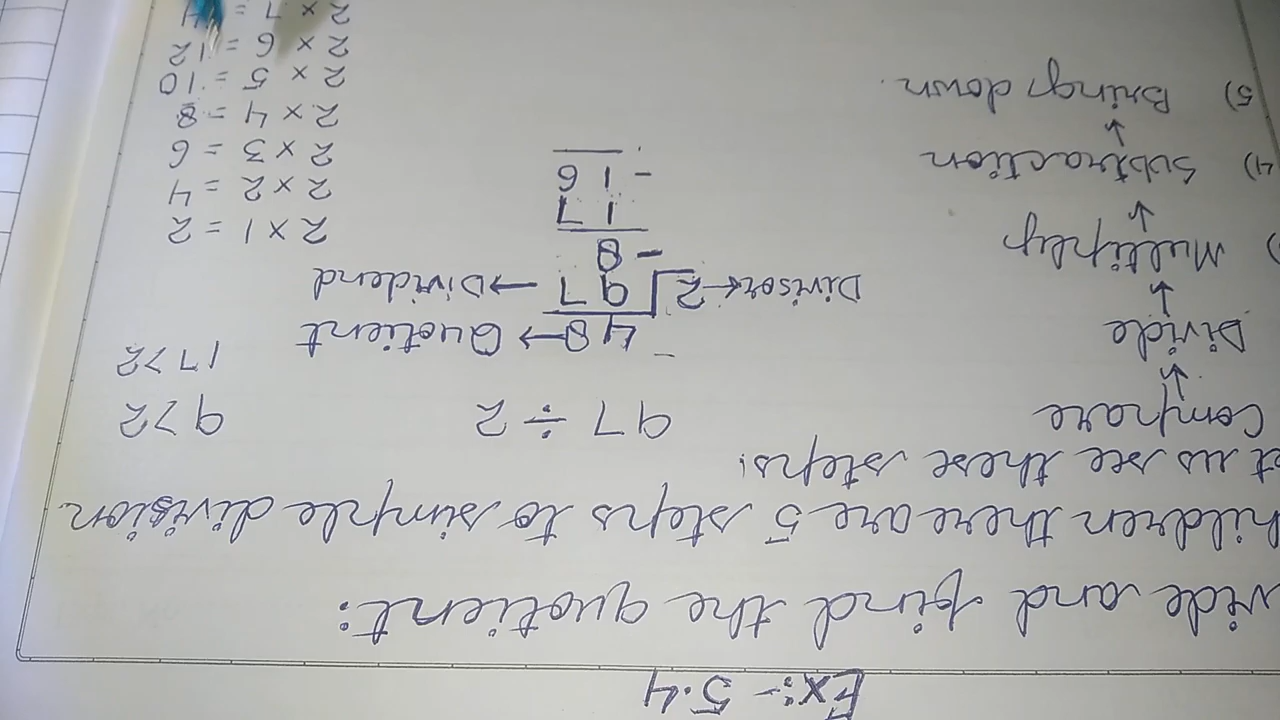 Ex:- 5.4
vide and find the quotient:
hildren there are 5 steps to simple division
et us see these steps:
Compare
↓
Divide
↓
) Multiply
↓
4) Subtraction
↓
5) Bring down.
97 ÷ 2
48 → Quotient
Divisor ← 2 97 → Dividend
- 8
17
- 16
9 > 2
17 > 2
2 × 1 = 2
2 × 2 = 4
2 × 3 = 6
2 × 4 = 8
2 × 5 = 10
2 × 6 = 12
2 × 7 =